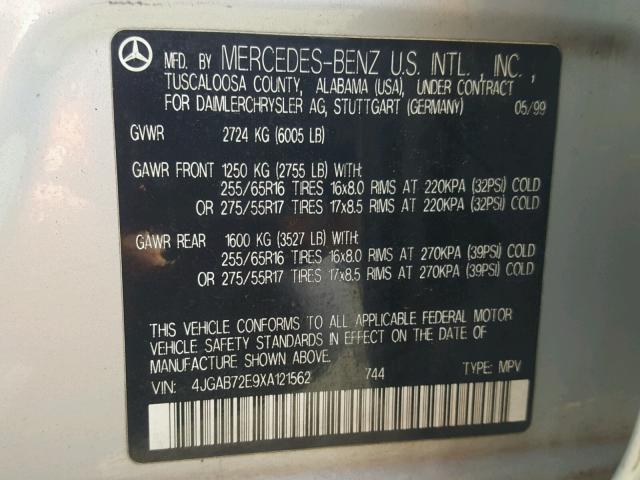 MFD. BY MERCEDES-BENZ U.S. INTL., INC.,
TUSCALOOSA COUNTY, ALABAMA (USA), UNDER CONTRACT
FOR DAIMLERCHRYSLER AG, STUTTGART (GERMANY) 05/99
GVWR 2724 KG (6005 LB)
GAWR FRONT 1250 KG (2755 LB) WITH:
255/65R16 TIRES 16x8.0 RIMS AT 220KPA (32PSI) COLD
OR 275/55R17 TIRES 17x8.5 RIMS AT 220KPA (32PSI) COLD
GAWR REAR 1600 KG (3527 LB) WITH:
255/65R16 TIRES 16x8.0 RIMS AT 270KPA (39PSI) COLD
OR 275/55R17 TIRES 17x8.5 RIMS AT 270KPA (39PSI) COLD
THIS VEHICLE CONFORMS TO ALL APPLICABLE FEDERAL MOTOR
VEHICLE SAFETY STANDARDS IN EFFECT ON THE DATE OF
MANUFACTURE SHOWN ABOVE.
VIN: 4JGAB72E9XA121562 744 TYPE: MPV